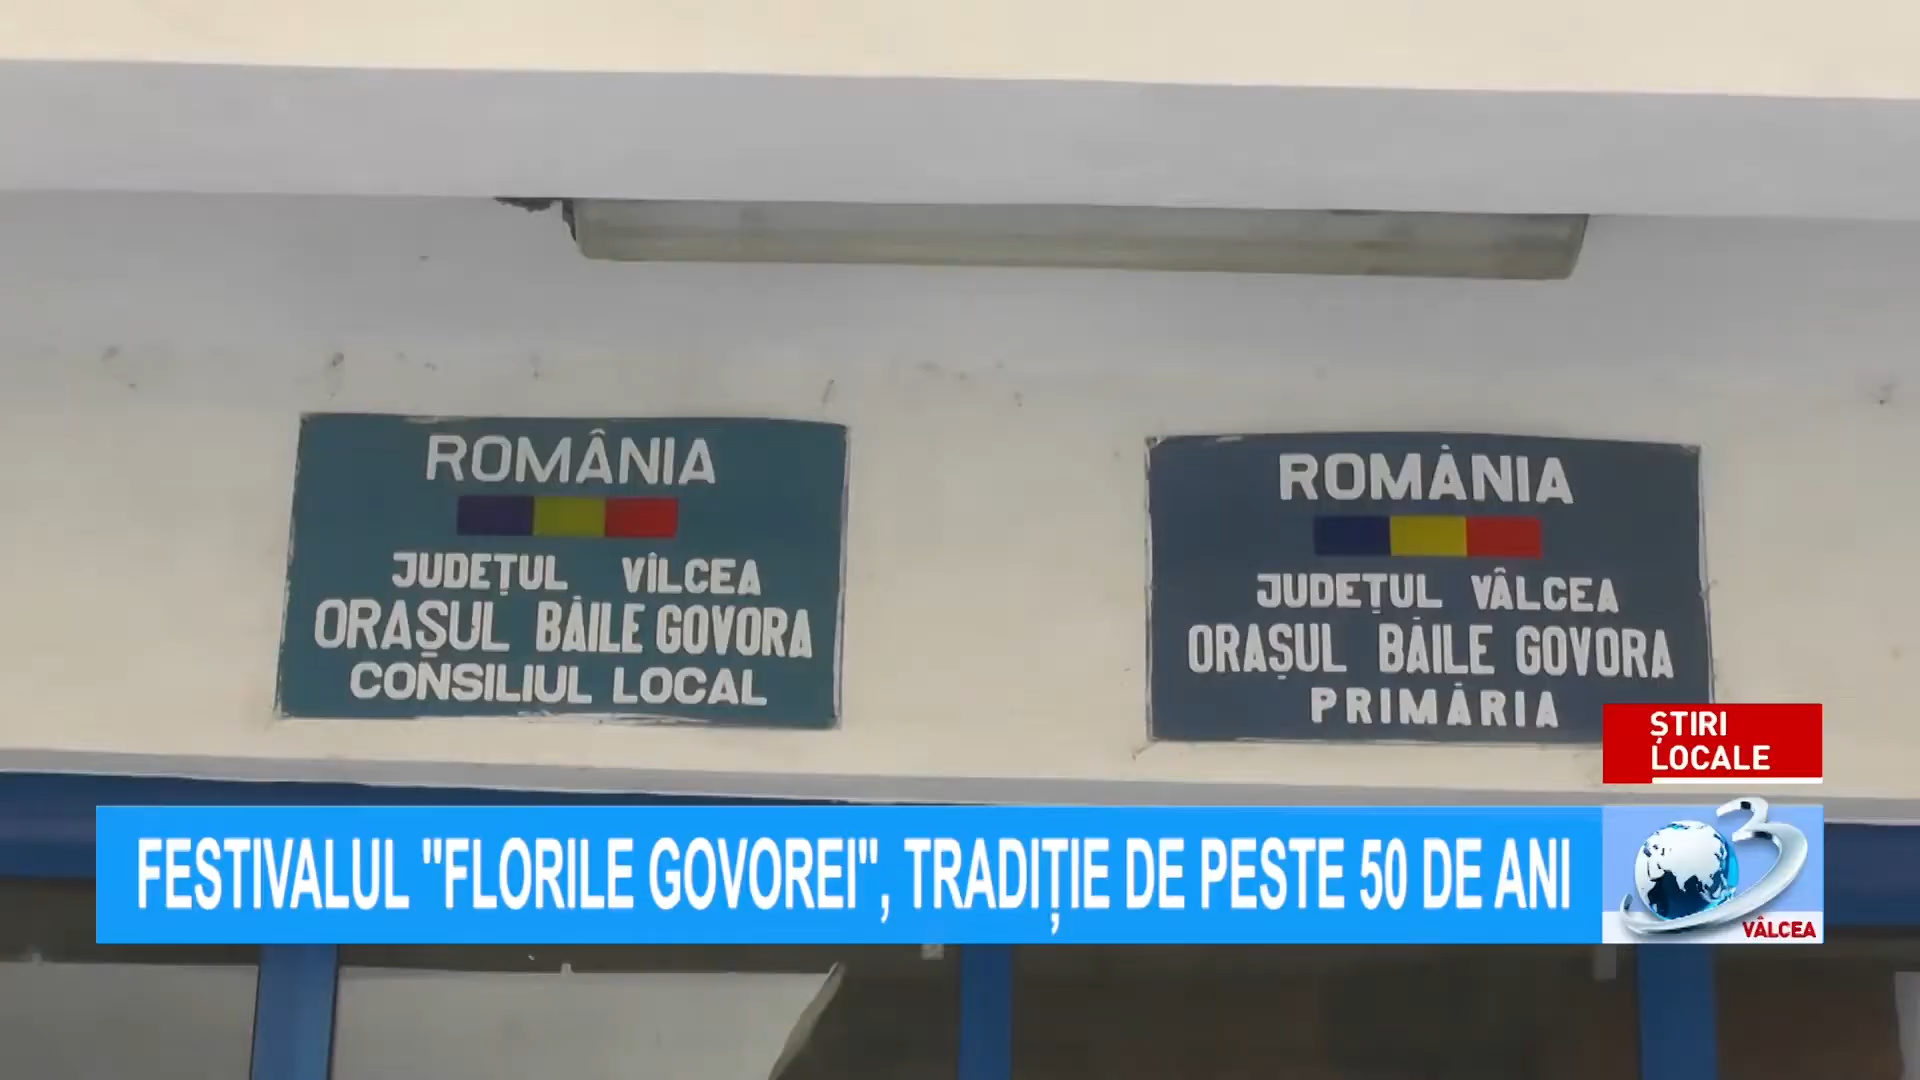 ROMÂNIA
JUDEȚUL VÎLCEA
ORAȘUL BĂILE GOVORA
CONSILIUL LOCAL
ROMÂNIA
JUDEȚUL VÂLCEA
ORAȘUL BĂILE GOVORA
PRIMĂRIA
ȘTIRI
LOCALE
FESTIVALUL "FLORILE GOVOREI", TRADIȚIE DE PESTE 50 DE ANI
3
VÂLCEA